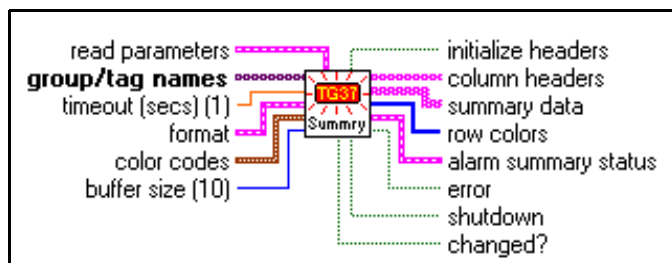 read parameters
group/tag names
timeout (secs) (1)
format
color codes
buffer size (10)
TG37
Summry
initialize headers
column headers
summary data
row colors
alarm summary status
error
shutdown
changed?